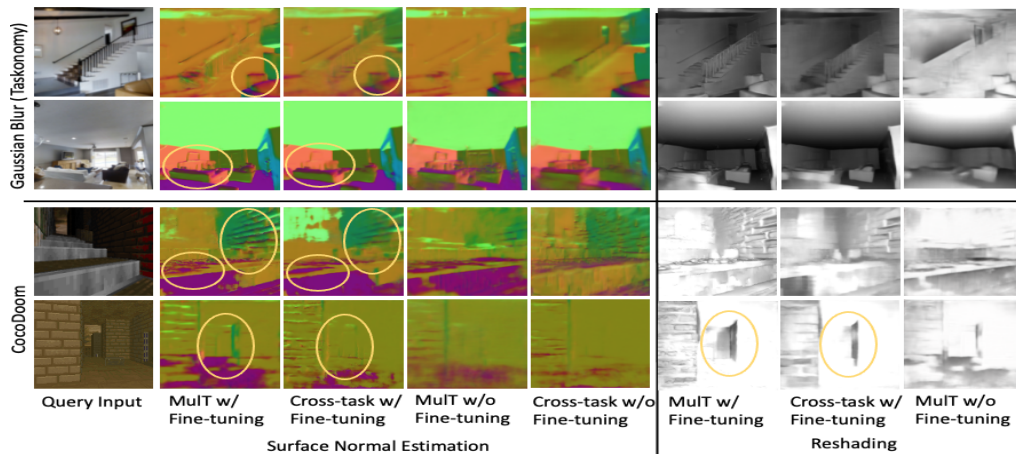 Gaussian Blur (Taskonomy)
CocoDoom
Query Input
MulT w/
Fine-tuning
Cross-task w/
Fine-tuning
MulT w/o
Fine-tuning
Cross-task w/o
Fine-tuning
MulT w/
Fine-tuning
Cross-task w/
Fine-tuning
MulT w/o
Fine-tuning
Surface Normal Estimation
Reshading